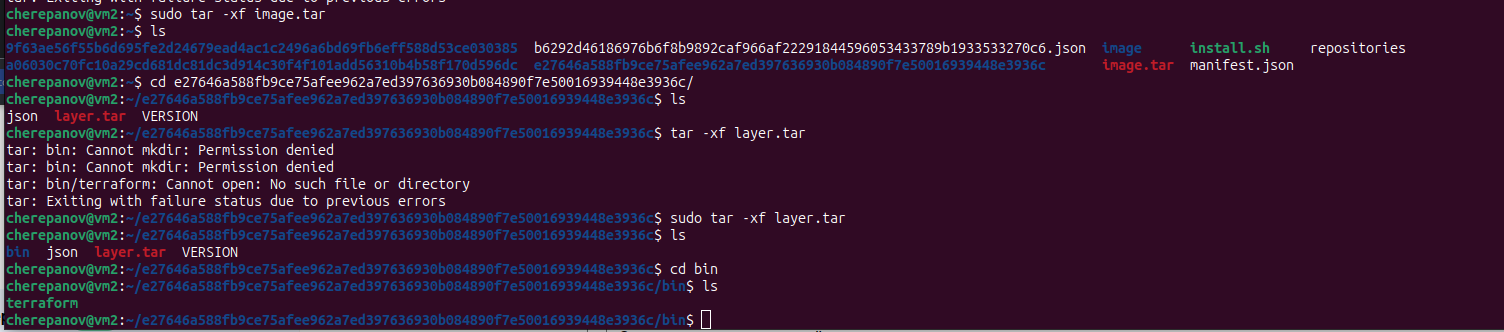 tar: Exiting with failure status due to previous errors
cherepanov@vm2:~$ sudo tar -xf image.tar
cherepanov@vm2:~$ ls
9f63ae56f55b6d695fe2d24679ead4ac1c2496a6bd69fb6eff588d53ce030385 b6292d46186976b6f8b9892caf966af22291844596053433789b1933533270c6.json image install.sh repositories
a06030c70fc10a29cd681dc81dc3d914c30f4f101add56310b4b58f170d596dc e27646a588fb9ce75afee962a7ed397636930b084890f7e50016939448e3936c image.tar manifest.json
cherepanov@vm2:~$ cd e27646a588fb9ce75afee962a7ed397636930b084890f7e50016939448e3936c/
cherepanov@vm2:~/e27646a588fb9ce75afee962a7ed397636930b084890f7e50016939448e3936c$ ls
json layer.tar VERSION
cherepanov@vm2:~/e27646a588fb9ce75afee962a7ed397636930b084890f7e50016939448e3936c$ tar -xf layer.tar
tar: bin: Cannot mkdir: Permission denied
tar: bin: Cannot mkdir: Permission denied
tar: bin/terraform: Cannot open: No such file or directory
tar: Exiting with failure status due to previous errors
cherepanov@vm2:~/e27646a588fb9ce75afee962a7ed397636930b084890f7e50016939448e3936c$ sudo tar -xf layer.tar
cherepanov@vm2:~/e27646a588fb9ce75afee962a7ed397636930b084890f7e50016939448e3936c$ ls
bin json layer.tar VERSION
cherepanov@vm2:~/e27646a588fb9ce75afee962a7ed397636930b084890f7e50016939448e3936c$ cd bin
cherepanov@vm2:~/e27646a588fb9ce75afee962a7ed397636930b084890f7e50016939448e3936c/bin$ ls
terraform
cherepanov@vm2:~/e27646a588fb9ce75afee962a7ed397636930b084890f7e50016939448e3936c/bin$